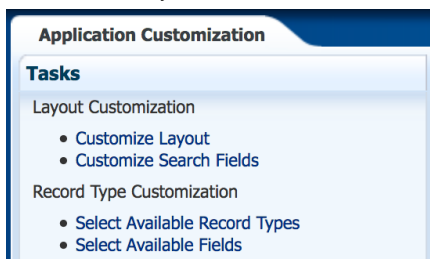 Application Customization
Tasks
Layout Customization
• Customize Layout
• Customize Search Fields
Record Type Customization
• Select Available Record Types
• Select Available Fields